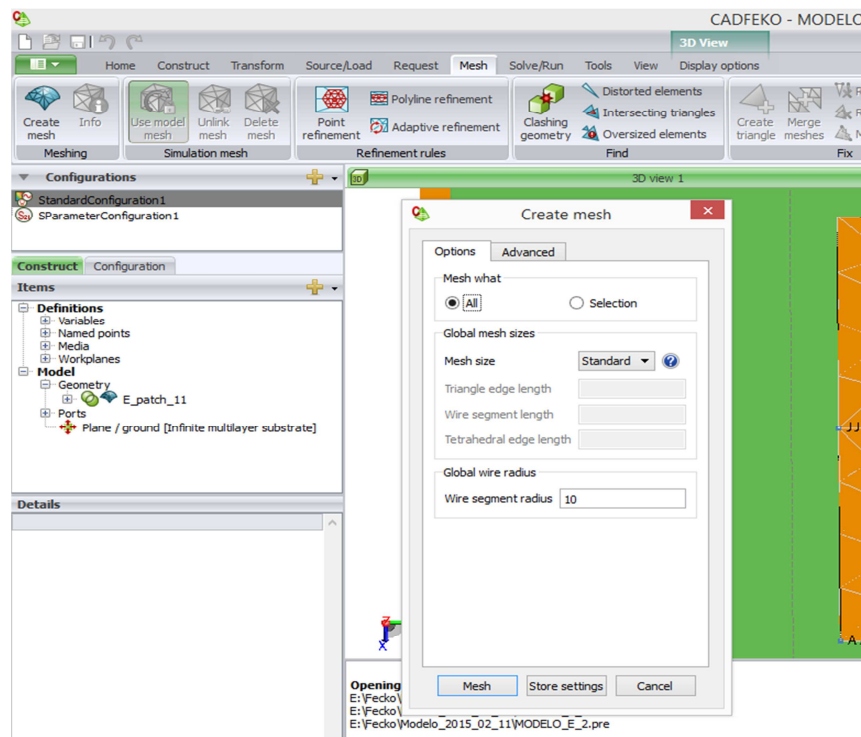 CADFEKO - MODELO
3D View
Home Construct Transform Source/Load Request Mesh Solve/Run Tools View Display options
Create mesh
Info
Use model mesh
Unlink mesh
Delete mesh
Point refinement
Polyline refinement
Adaptive refinement
Clashing geometry
Distorted elements
Intersecting triangles
Oversized elements
Create triangle
Merge meshes
Meshing Simulation mesh Refinement rules Find Fix
Configurations
StandardConfiguration1
SParameterConfiguration1
Construct Configuration
Items
Definitions
Variables
Named points
Media
Workplanes
Model
Geometry
E_patch_11
Ports
Plane / ground [Infinite multilayer substrate]
Details
3D view 1
Create mesh
Options Advanced
Mesh what
All Selection
Global mesh sizes
Mesh size Standard
Triangle edge length
Wire segment length
Tetrahedral edge length
Global wire radius
Wire segment radius 10
Mesh Store settings Cancel
Z
X
Opening
E:\Fecko\
E:\Fecko\
E:\Fecko\Modelo_2015_02_11\MODELO_E_2.pre